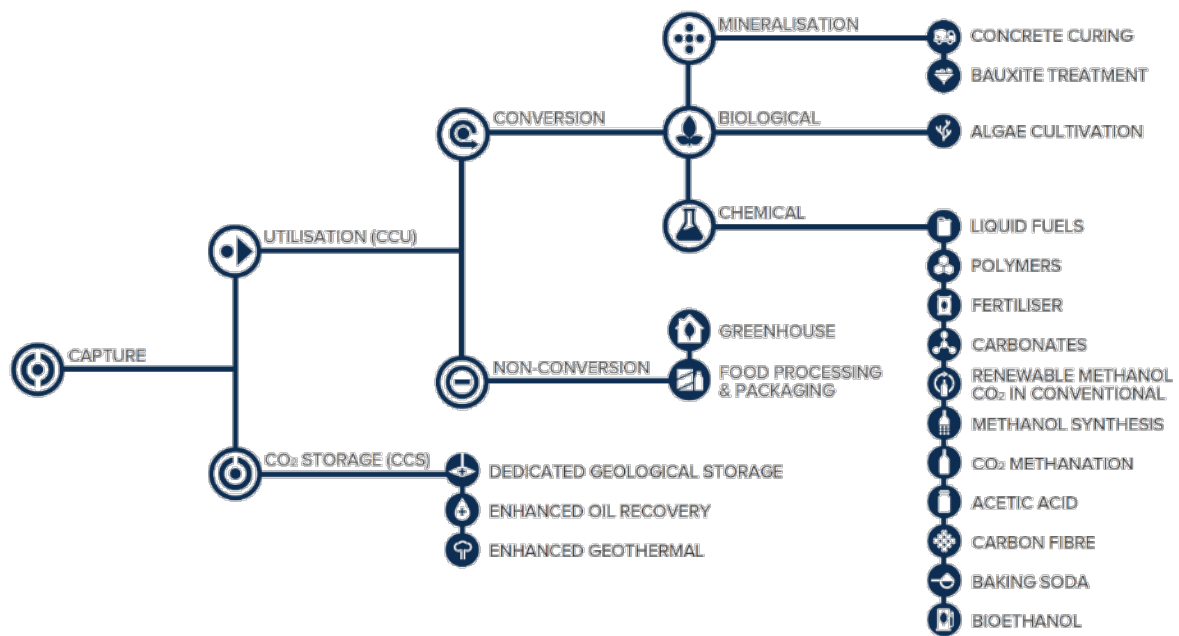 CAPTURE
UTILISATION (CCU)
CONVERSION
MINERALISATION
CONCRETE CURING
BAUXITE TREATMENT
BIOLOGICAL
ALGAE CULTIVATION
CHEMICAL
LIQUID FUELS
POLYMERS
FERTILISER
CARBONATES
RENEWABLE METHANOL
CO₂ IN CONVENTIONAL
METHANOL SYNTHESIS
CO₂ METHANATION
ACETIC ACID
CARBON FIBRE
BAKING SODA
BIOETHANOL
NON-CONVERSION
GREENHOUSE
FOOD PROCESSING
& PACKAGING
CO₂ STORAGE (CCS)
DEDICATED GEOLOGICAL STORAGE
ENHANCED OIL RECOVERY
ENHANCED GEOTHERMAL